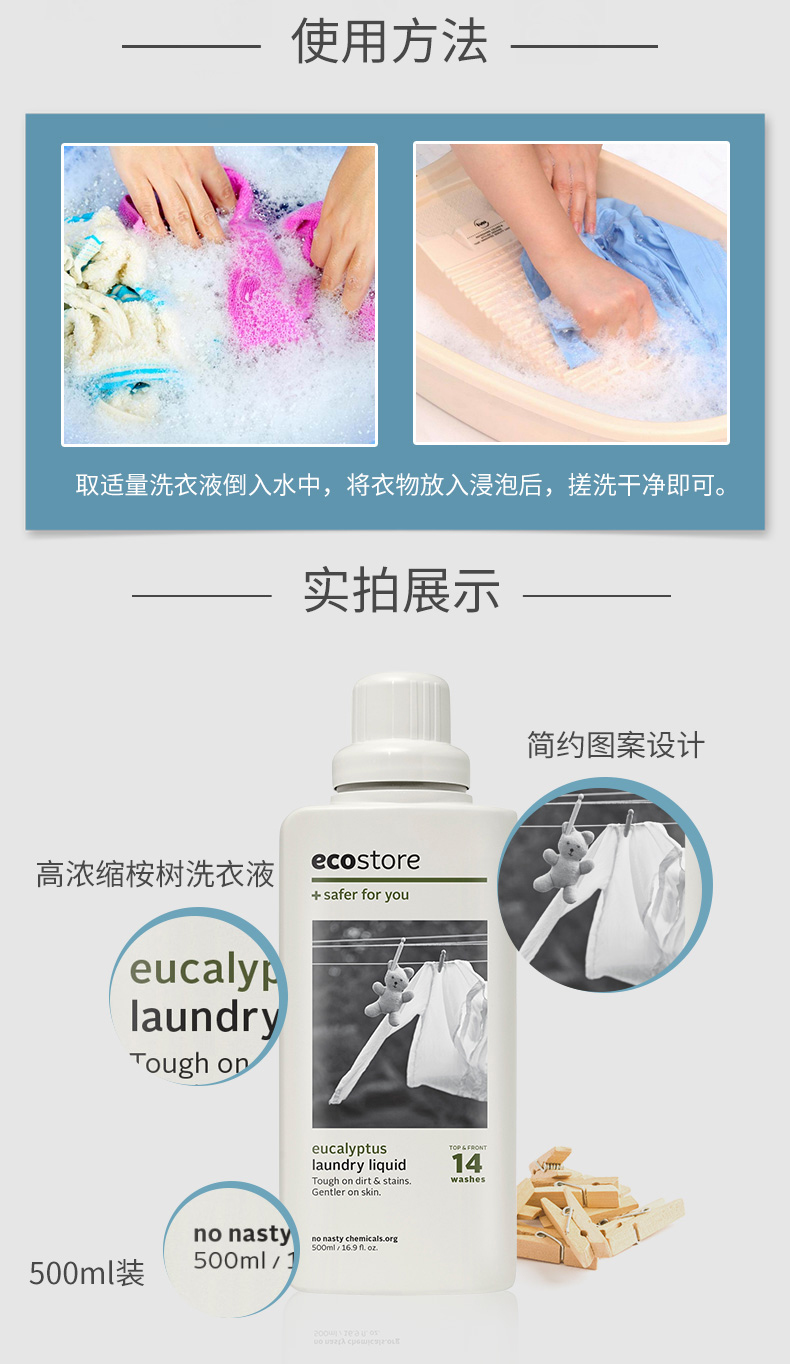 使用方法
取适量洗衣液倒入水中，将衣物放入浸泡后，搓洗干净即可。
实拍展示
简约图案设计
高浓缩桉树洗衣液
eucalyp
laundry
Tough on
ecostore
+ safer for you
eucalyptus
laundry liquid
Tough on dirt & stains.
Gentler on skin.
TOP & FRONT
14
washes
no nasty chemicals.org
500ml / 16.9 fl. oz.
no nasty
500ml / 1
500ml装